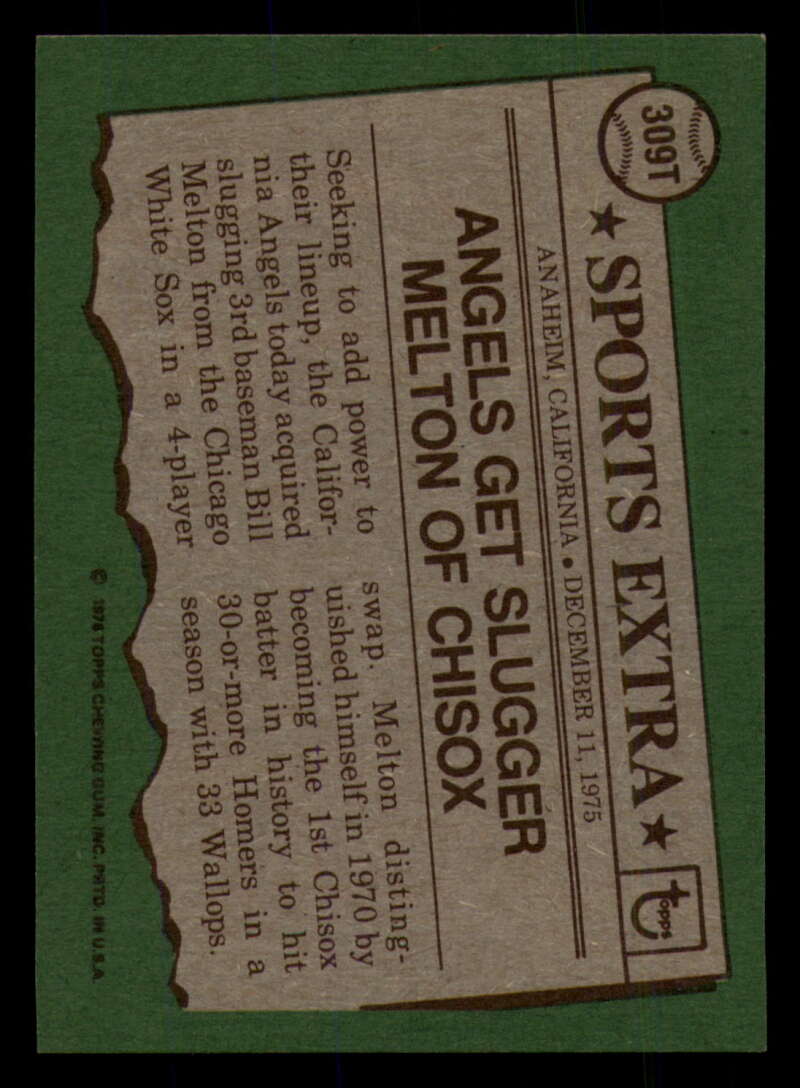 309T
★ SPORTS EXTRA ★
topps
ANAHEIM, CALIFORNIA • DECEMBER 11, 1975
ANGELS GET SLUGGER
MELTON OF CHISOX
Seeking to add power to
their lineup, the Califor-
nia Angels today acquired
slugging 3rd baseman Bill
Melton from the Chicago
White Sox in a 4-player
swap. Melton disting-
uished himself in 1970 by
becoming the 1st Chisox
batter in history to hit
30-or-more Homers in a
season with 33 Wallops.
© 1976 TOPPS CHEWING GUM, INC. PRTD. IN U.S.A.